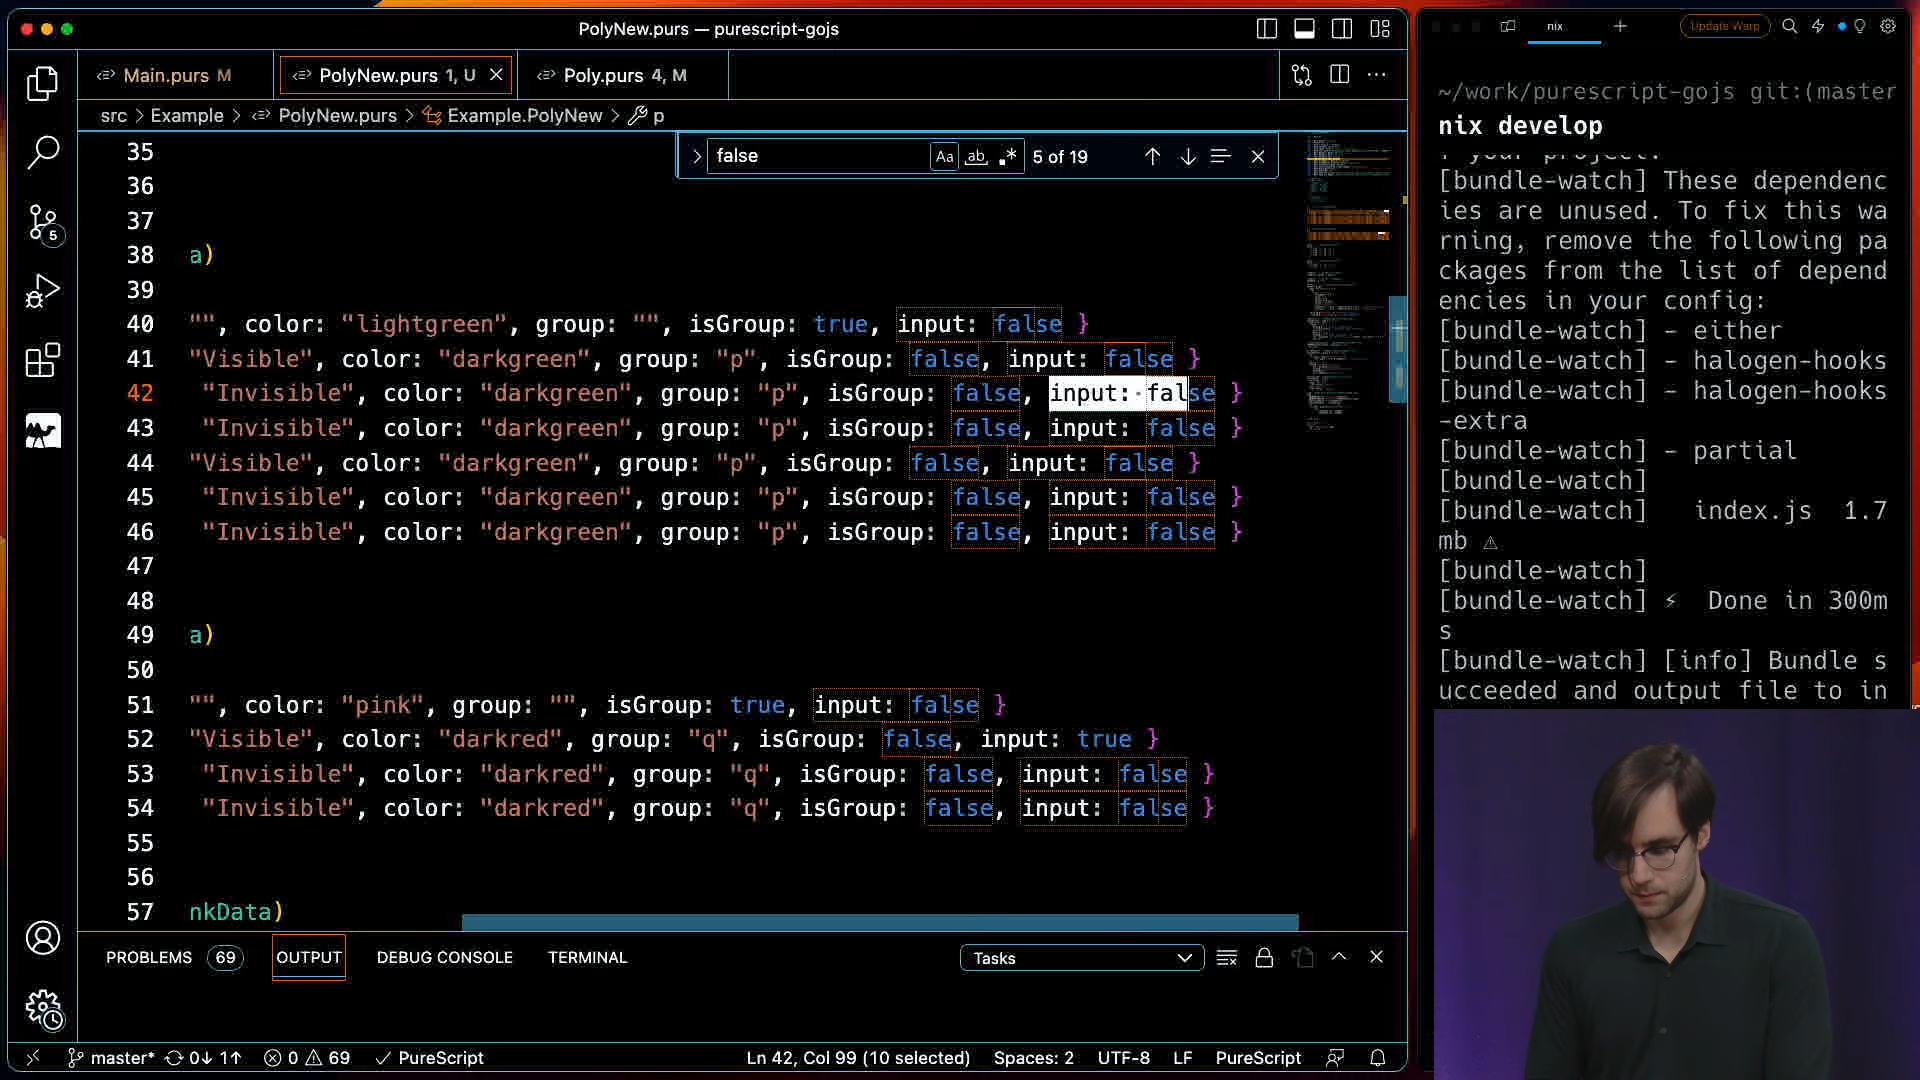 PolyNew.purs — purescript-gojs
Main.purs M
PolyNew.purs 1, U
Poly.purs 4, M
src > Example > PolyNew.purs > Example.PolyNew > p
false
Aa ab .* 5 of 19
35
36
37
38 a)
39
40 "", color: "lightgreen", group: "", isGroup: true, input: false }
41 "Visible", color: "darkgreen", group: "p", isGroup: false, input: false }
42 "Invisible", color: "darkgreen", group: "p", isGroup: false, input: false }
43 "Invisible", color: "darkgreen", group: "p", isGroup: false, input: false }
44 "Visible", color: "darkgreen", group: "p", isGroup: false, input: false }
45 "Invisible", color: "darkgreen", group: "p", isGroup: false, input: false }
46 "Invisible", color: "darkgreen", group: "p", isGroup: false, input: false }
47
48
49 a)
50
51 "", color: "pink", group: "", isGroup: true, input: false }
52 "Visible", color: "darkred", group: "q", isGroup: false, input: true }
53 "Invisible", color: "darkred", group: "q", isGroup: false, input: false }
54 "Invisible", color: "darkred", group: "q", isGroup: false, input: false }
55
56
57 nkData)
5
PROBLEMS 69 OUTPUT DEBUG CONSOLE TERMINAL
Tasks
master* 0↓ 1↑ 0 69 PureScript
Ln 42, Col 99 (10 selected) Spaces: 2 UTF-8 LF PureScript
nix
Update Warp
~/work/purescript-gojs git:(master
nix develop
f your project.
[bundle-watch] These dependenc
ies are unused. To fix this wa
rning, remove the following pa
ckages from the list of depend
encies in your config:
[bundle-watch] - either
[bundle-watch] - halogen-hooks
[bundle-watch] - halogen-hooks
-extra
[bundle-watch] - partial
[bundle-watch]
[bundle-watch] index.js 1.7
mb ⚠
[bundle-watch]
[bundle-watch] ⚡ Done in 300m
s
[bundle-watch] [info] Bundle s
ucceeded and output file to in